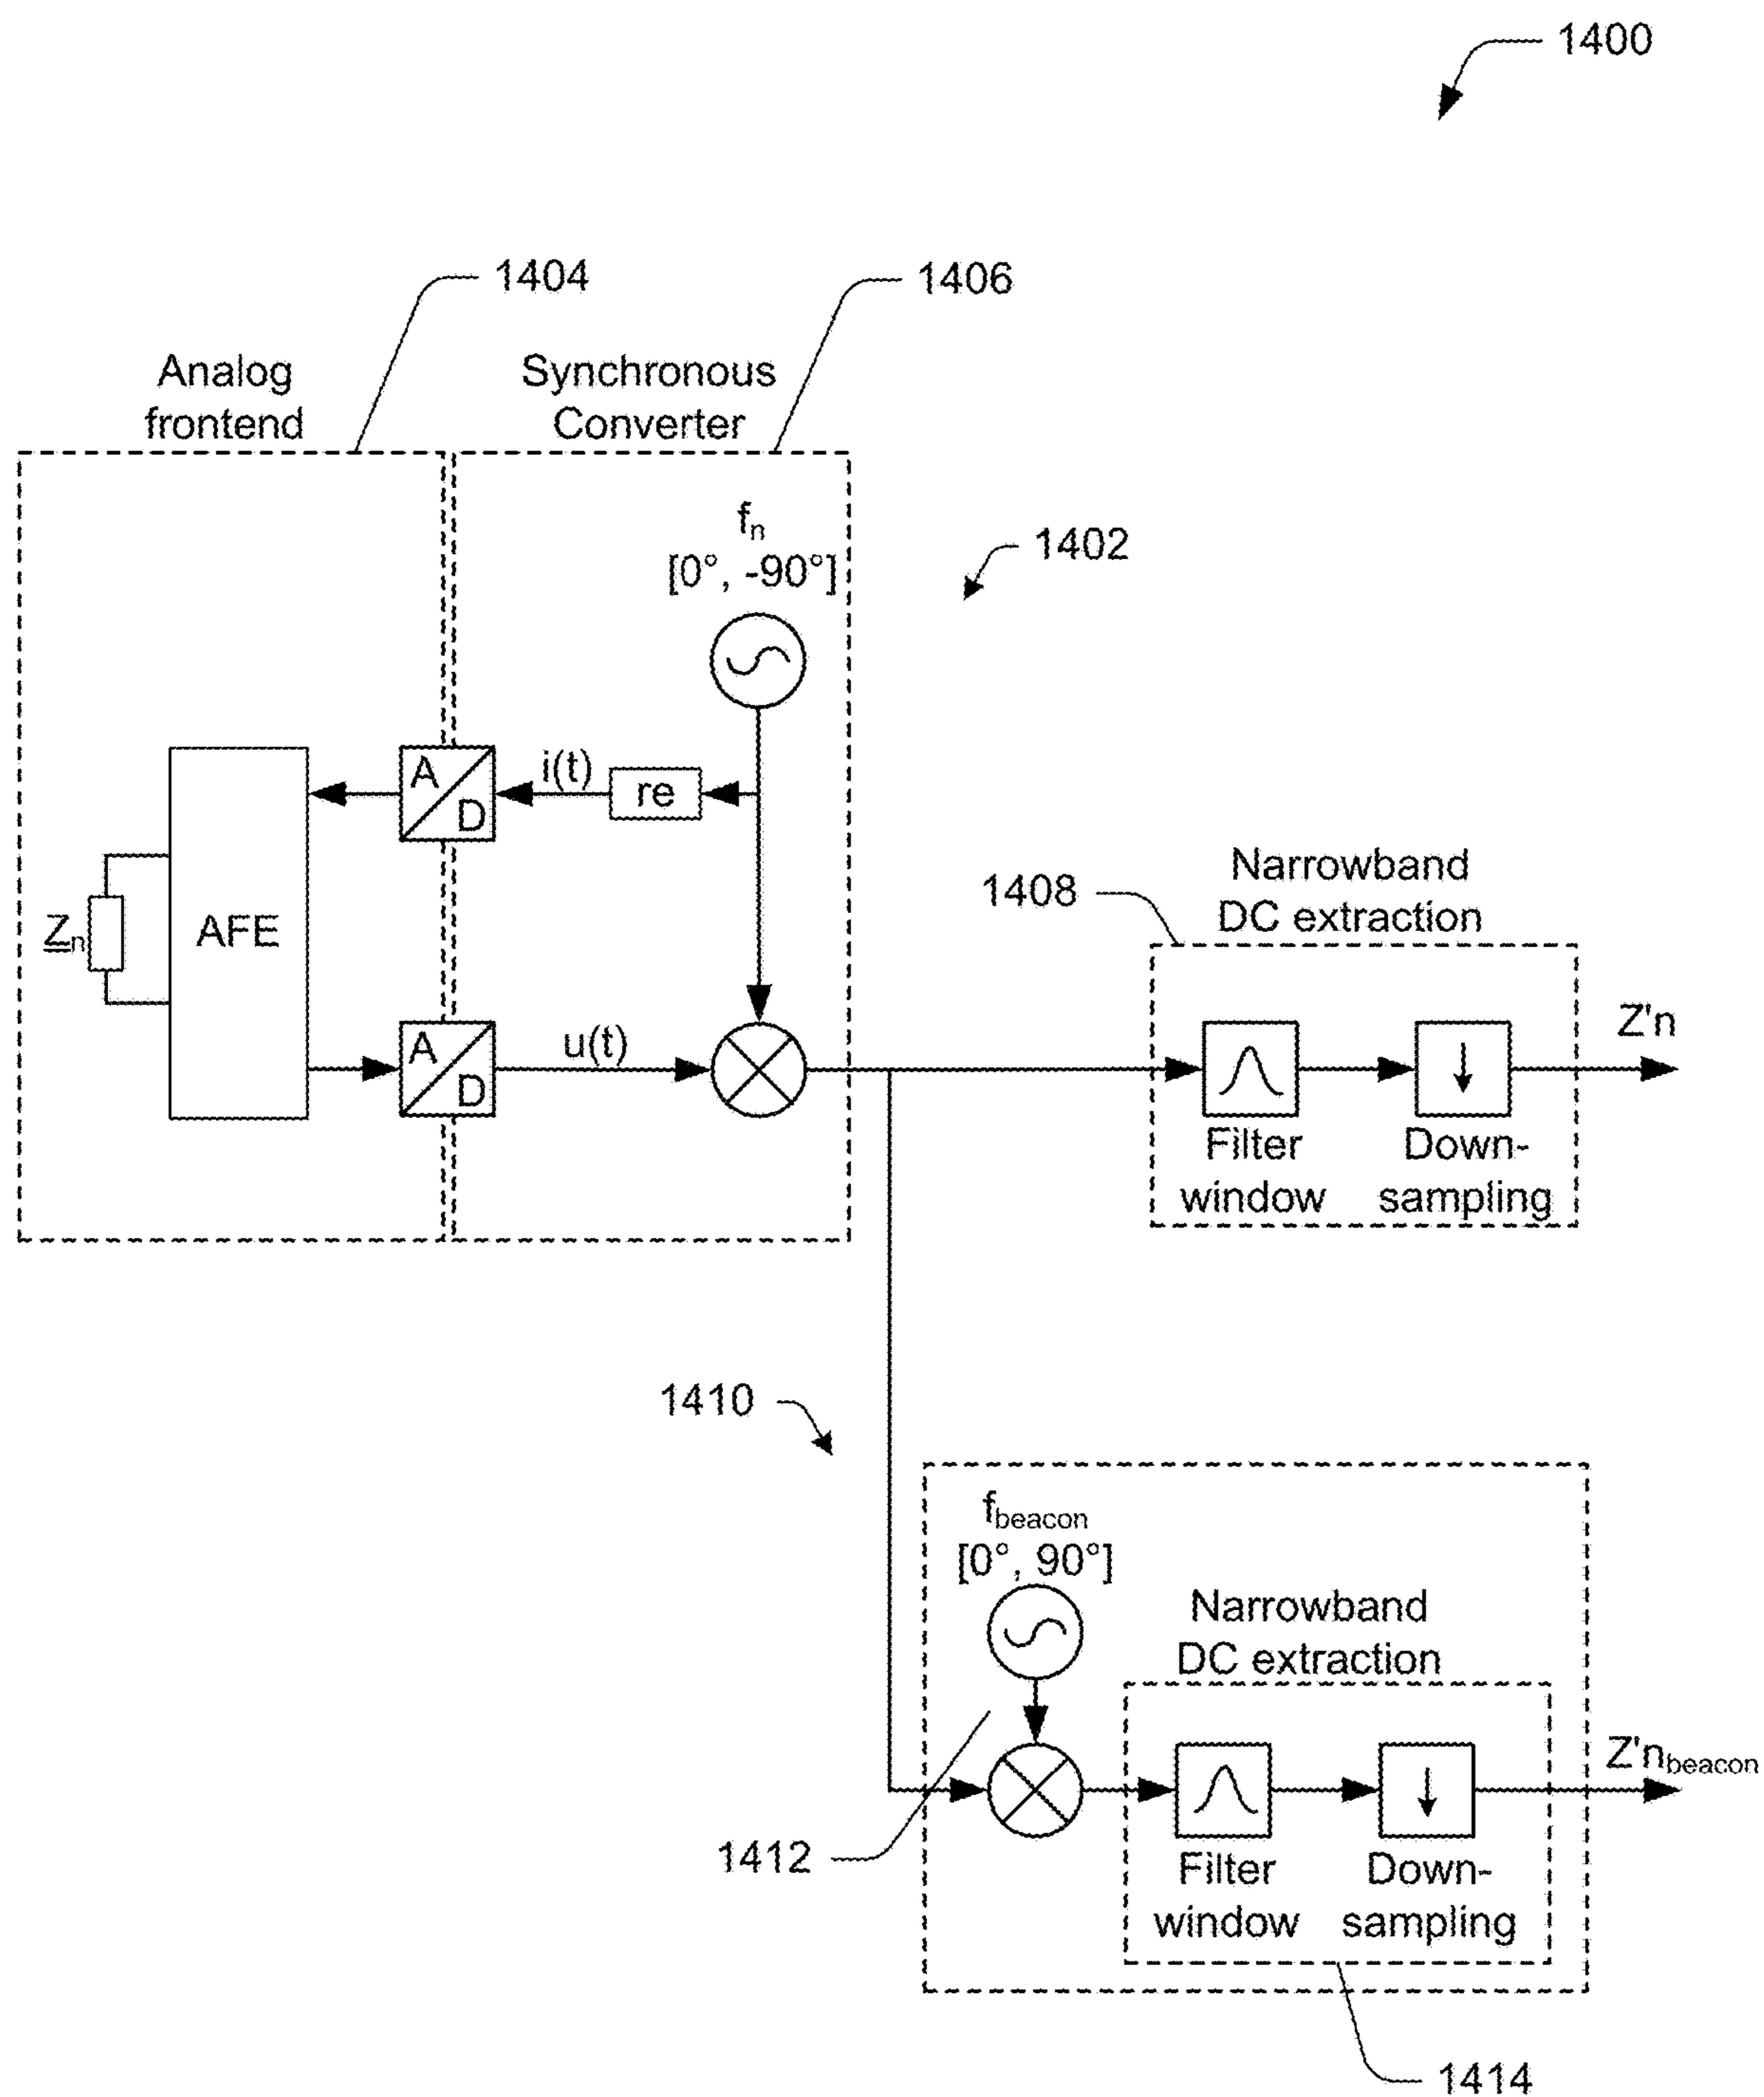 1400
1404
1406
Analog
frontend
Synchronous
Converter
fn
[0°, -90°]
1402
A
D
i(t)
re
Zn
AFE
A
D
u(t)
1408
Narrowband
DC extraction
Z'n
Filter
window
Down-
sampling
1410
fbeacon
[0°, 90°]
Narrowband
DC extraction
Z'nbeacon
1412
Filter
window
Down-
sampling
1414